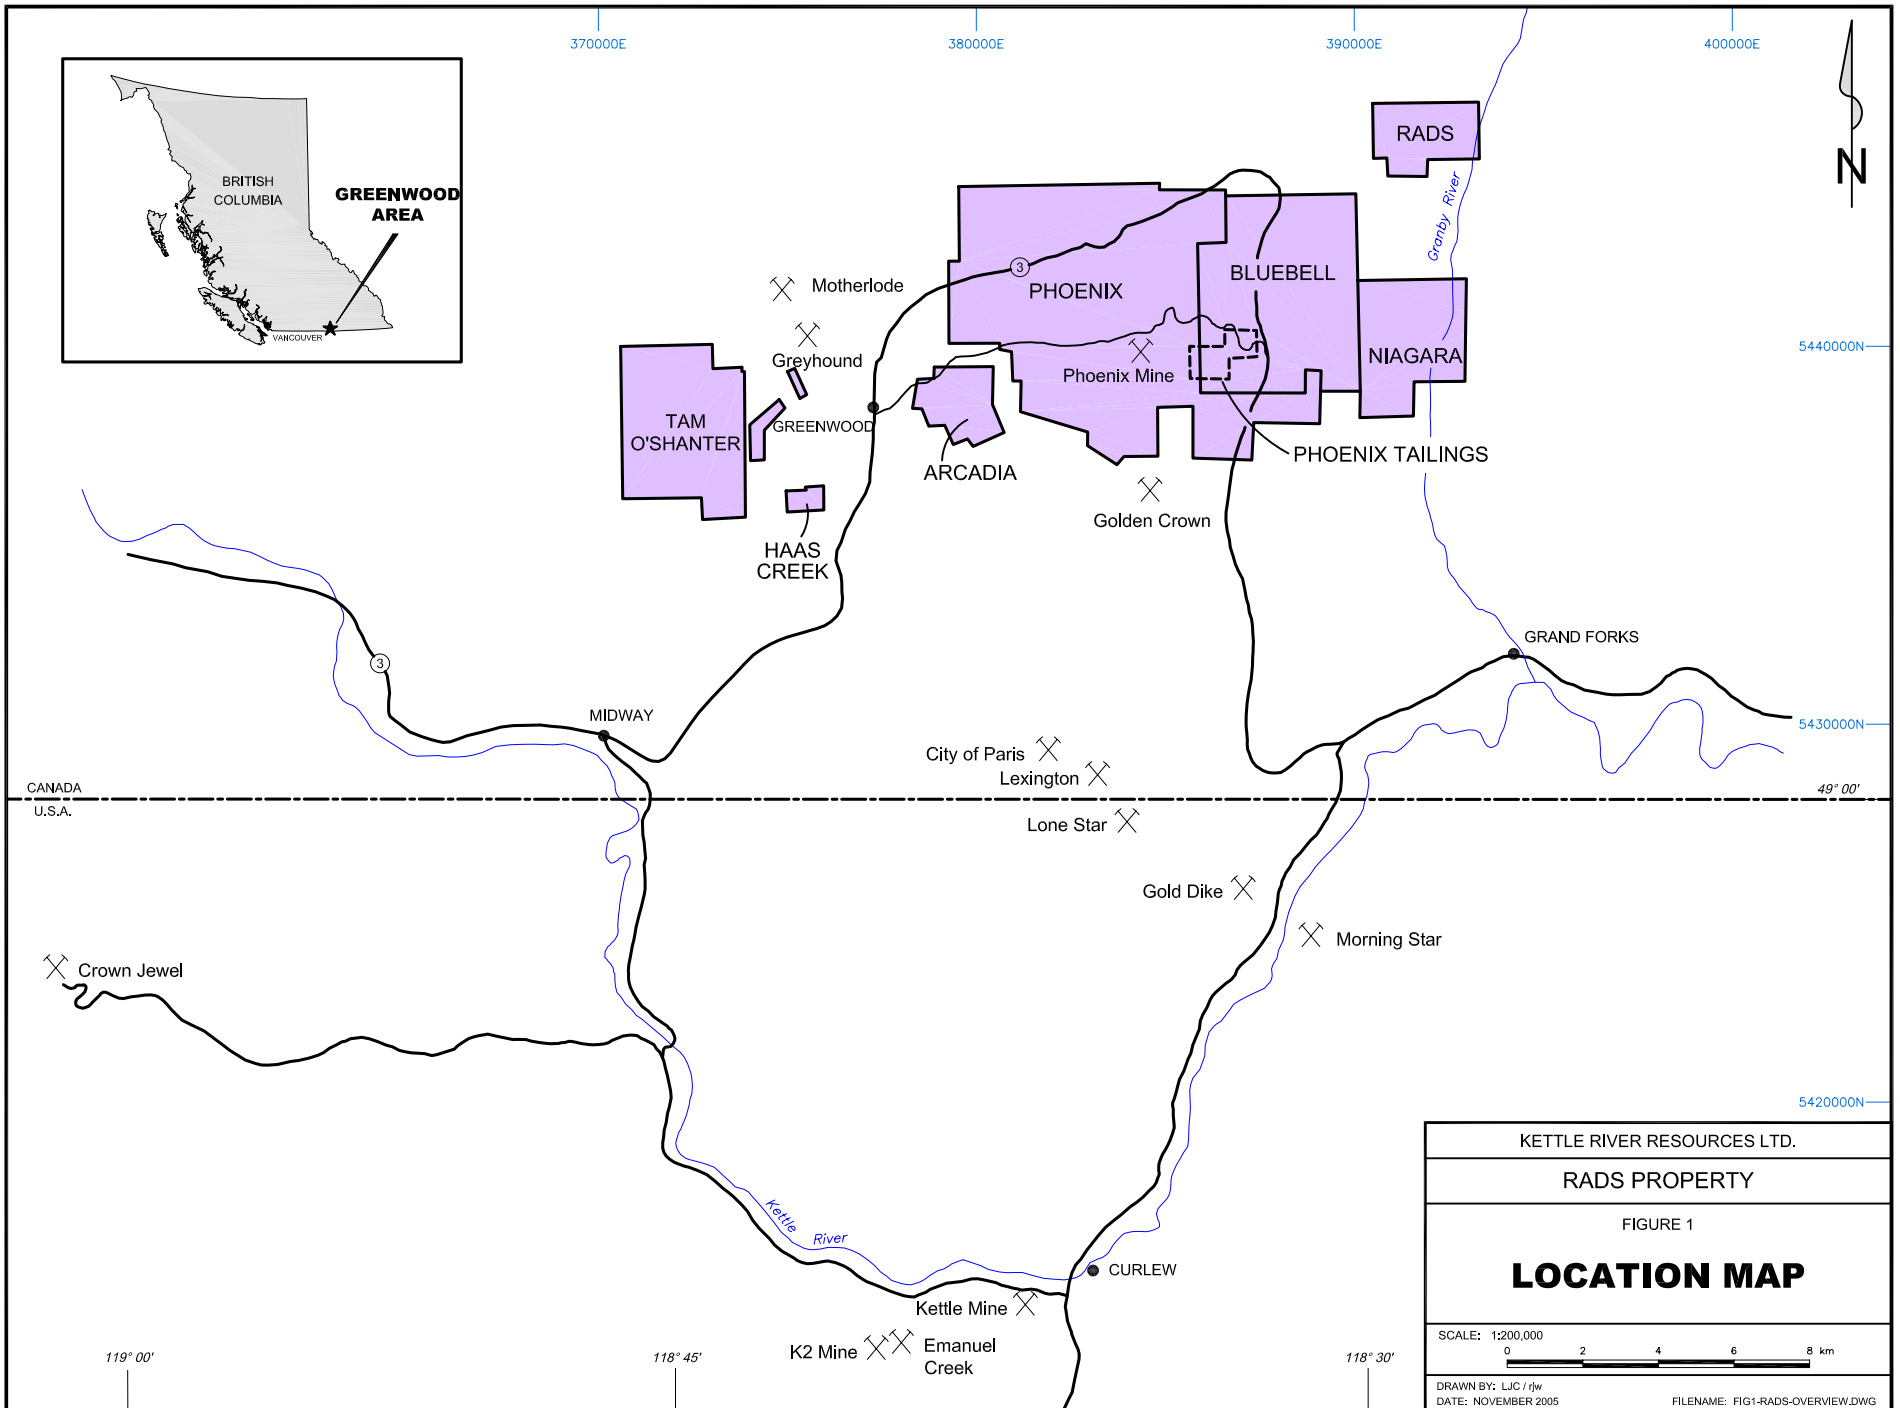 370000E
380000E
390000E
400000E
BRITISH
COLUMBIA
GREENWOOD
AREA
VANCOUVER
N
RADS
Granby River
3
PHOENIX
BLUEBELL
NIAGARA
5440000N
Motherlode
Greyhound
Phoenix Mine
TAM
O'SHANTER
GREENWOOD
ARCADIA
PHOENIX TAILINGS
Golden Crown
HAAS
CREEK
3
GRAND FORKS
MIDWAY
5430000N
City of Paris
Lexington
CANADA
U.S.A.
49° 00'
Lone Star
Gold Dike
Morning Star
Crown Jewel
5420000N
Kettle
River
CURLEW
Kettle Mine
K2 Mine
Emanuel
Creek
119° 00'
118° 45'
118° 30'
KETTLE RIVER RESOURCES LTD.
RADS PROPERTY
FIGURE 1
LOCATION MAP
SCALE: 1:200,000
0 2 4 6 8 km
DRAWN BY: LJC / rjw
DATE: NOVEMBER 2005
FILENAME: FIG1-RADS-OVERVIEW.DWG